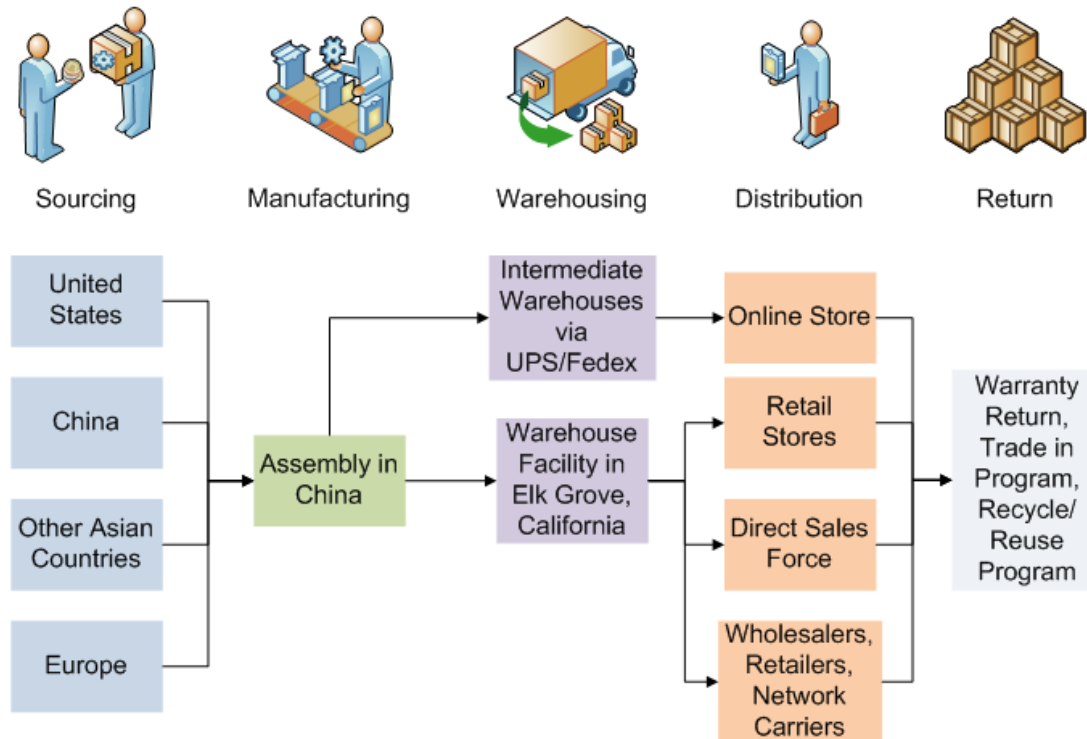 Sourcing
Manufacturing
Warehousing
Distribution
Return
United
States
China
Other Asian
Countries
Europe
Assembly in
China
Intermediate
Warehouses
via
UPS/Fedex
Warehouse
Facility in
Elk Grove,
California
Online Store
Retail
Stores
Direct Sales
Force
Wholesalers,
Retailers,
Network
Carriers
Warranty
Return,
Trade in
Program,
Recycle/
Reuse
Program